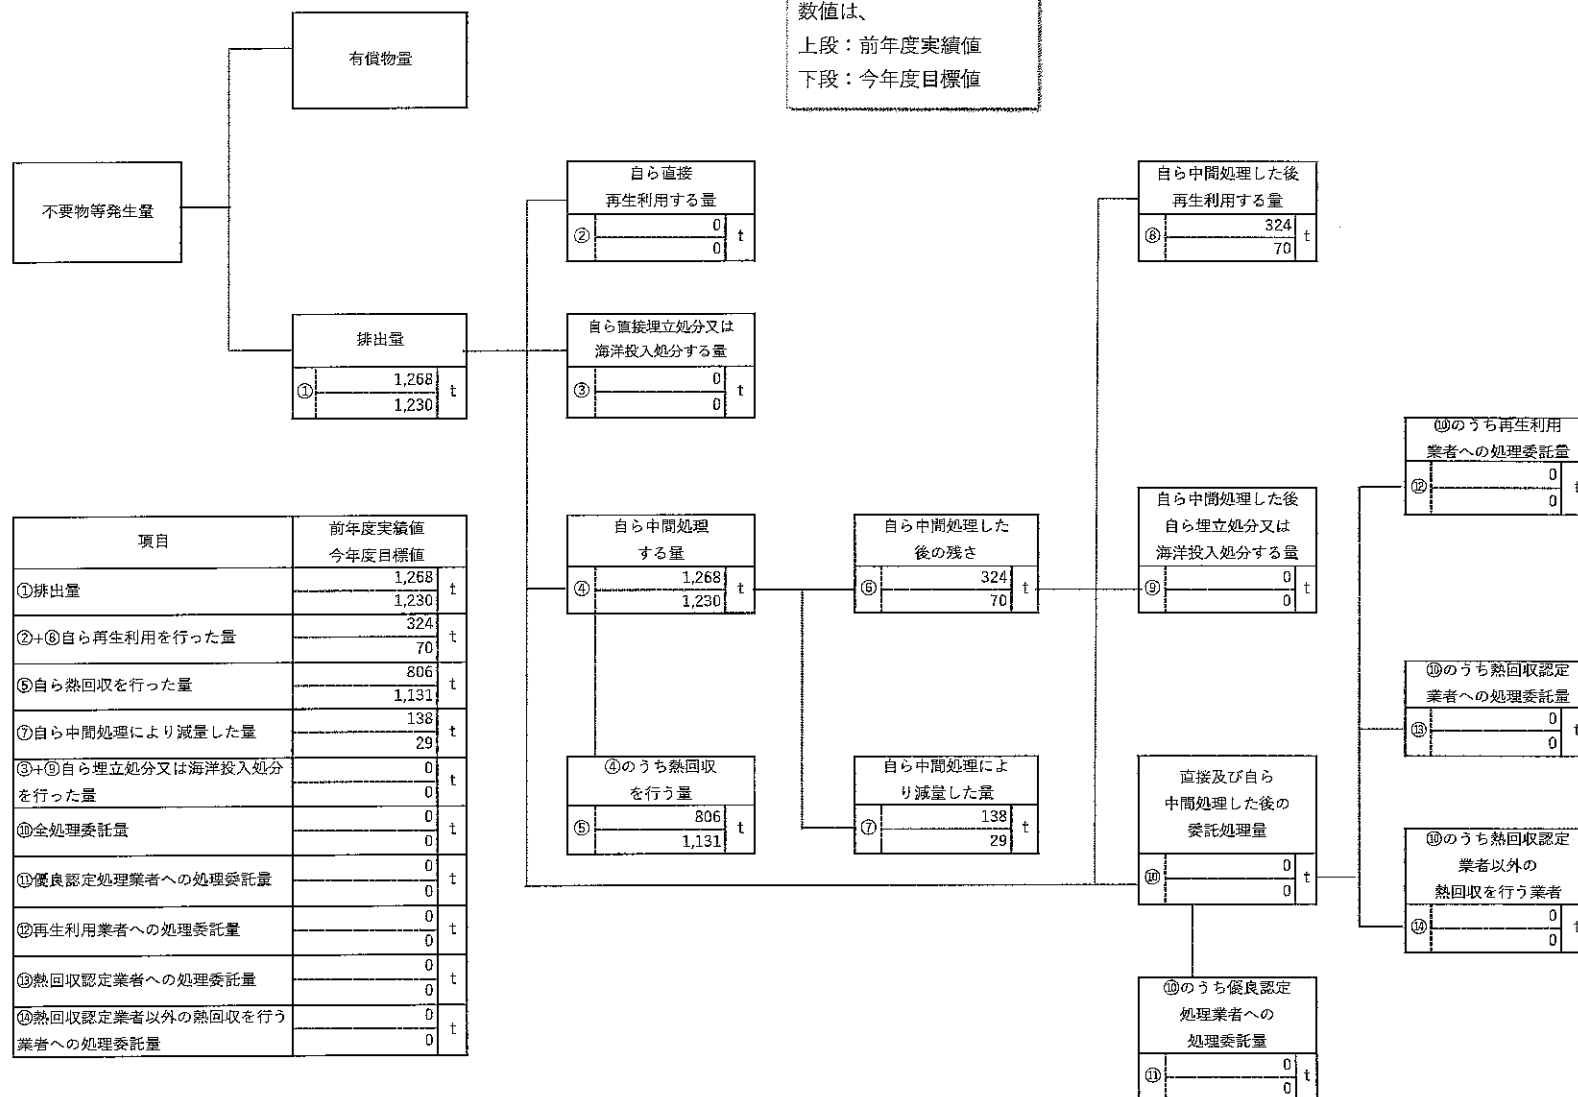 数値は、
上段：前年度実績値
下段：今年度目標値
有償物量
不要物等発生量
排出量
① 1,268 t
1,230
自ら直接
再生利用する量
② 0 t
0
自ら直接埋立処分又は
海洋投入処分する量
③ 0 t
0
自ら中間処理
する量
④ 1,268 t
1,230
④のうち熱回収
を行う量
⑤ 806 t
1,131
自ら中間処理した
後の残さ
⑥ 324 t
70
自ら中間処理によ
り減量した量
⑦ 138 t
29
自ら中間処理した後
再生利用する量
⑧ 324 t
70
自ら中間処理した後
自ら埋立処分又は
海洋投入処分する量
⑨ 0 t
0
直接及び自ら
中間処理した後の
委託処理量
⑩ 0 t
0
⑩のうち優良認定
処理業者への
処理委託量
⑪ 0 t
0
⑩のうち再生利用
業者への処理委託量
⑫ 0 t
0
⑩のうち熱回収認定
業者への処理委託量
⑬ 0 t
0
⑩のうち熱回収認定
業者以外の
熱回収を行う業者
⑭ 0 t
0
項目 前年度実績値
今年度目標値
①排出量 1,268 t
1,230
②+⑧自ら再生利用を行った量 324 t
70
⑤自ら熱回収を行った量 806 t
1,131
⑦自ら中間処理により減量した量 138 t
29
③+⑨自ら埋立処分又は海洋投入処分 0 t
を行った量 0
⑩全処理委託量 0 t
0
⑪優良認定処理業者への処理委託量 0 t
0
⑫再生利用業者への処理委託量 0 t
0
⑬熱回収認定業者への処理委託量 0 t
0
⑭熱回収認定業者以外の熱回収を行う 0 t
業者への処理委託量 0